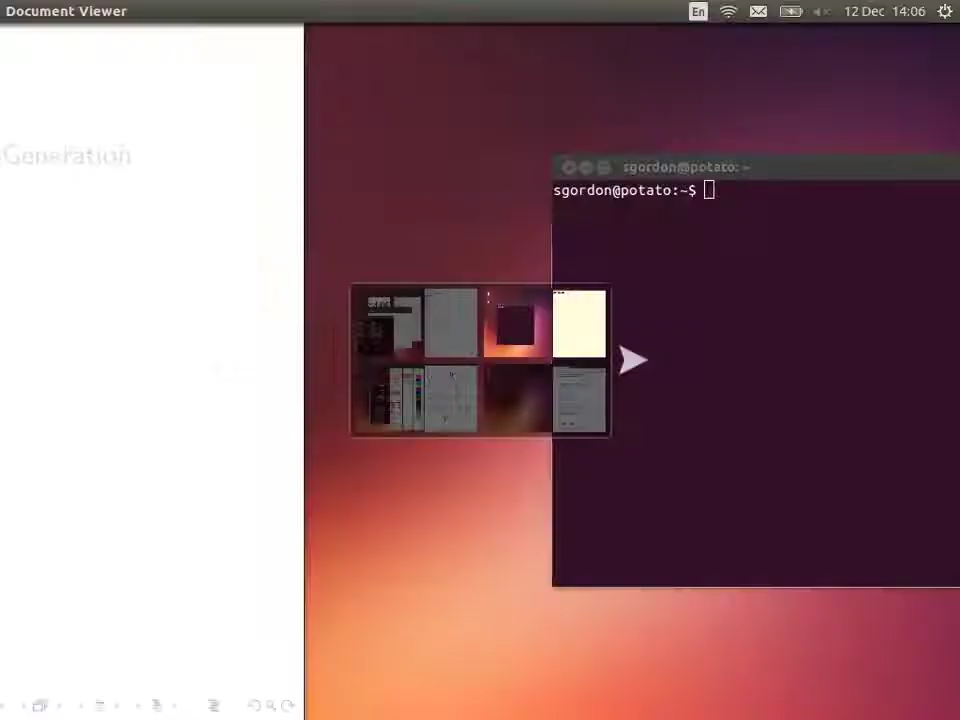 Document Viewer
En
12 Dec 14:06
Generation
sgordon@potato: ~
sgordon@potato:~$